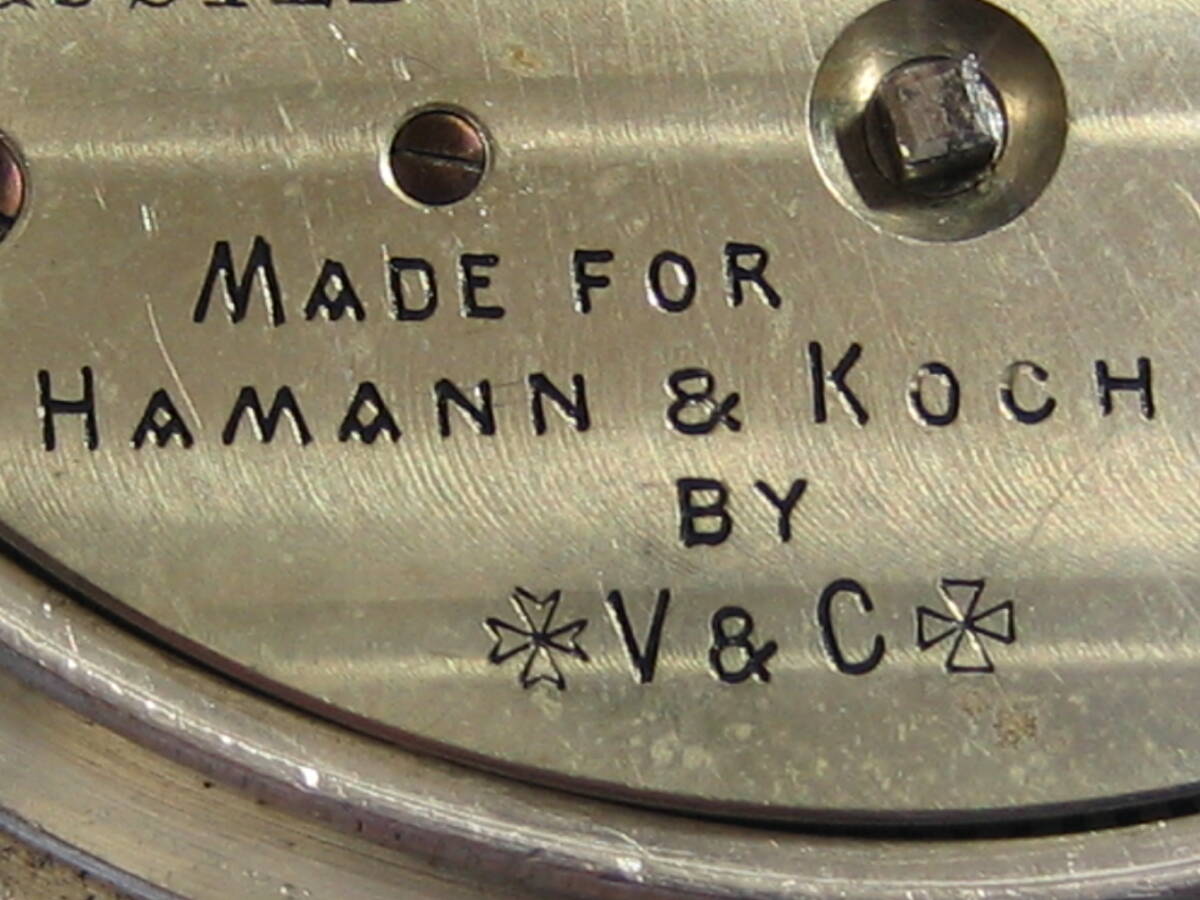 MADE FOR
HAMANN & KOCH
BY
V & C